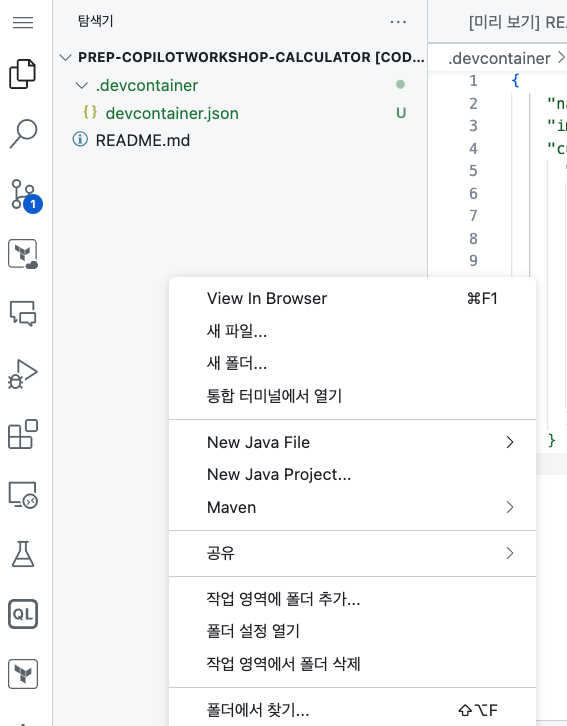 탐색기
[미리 보기] RE
PREP-COPILOTWORKSHOP-CALCULATOR [COD...
.devcontainer
.devcontainer
devcontainer.json U
README.md
1 {
2 "na
3 "in
4 "cu
5 "
6
7
8
9
}
1
QL
View In Browser ⌘F1
새 파일...
새 폴더...
통합 터미널에서 열기
New Java File
New Java Project...
Maven
공유
작업 영역에 폴더 추가...
폴더 설정 열기
작업 영역에서 폴더 삭제
폴더에서 찾기... ⇧⌥F